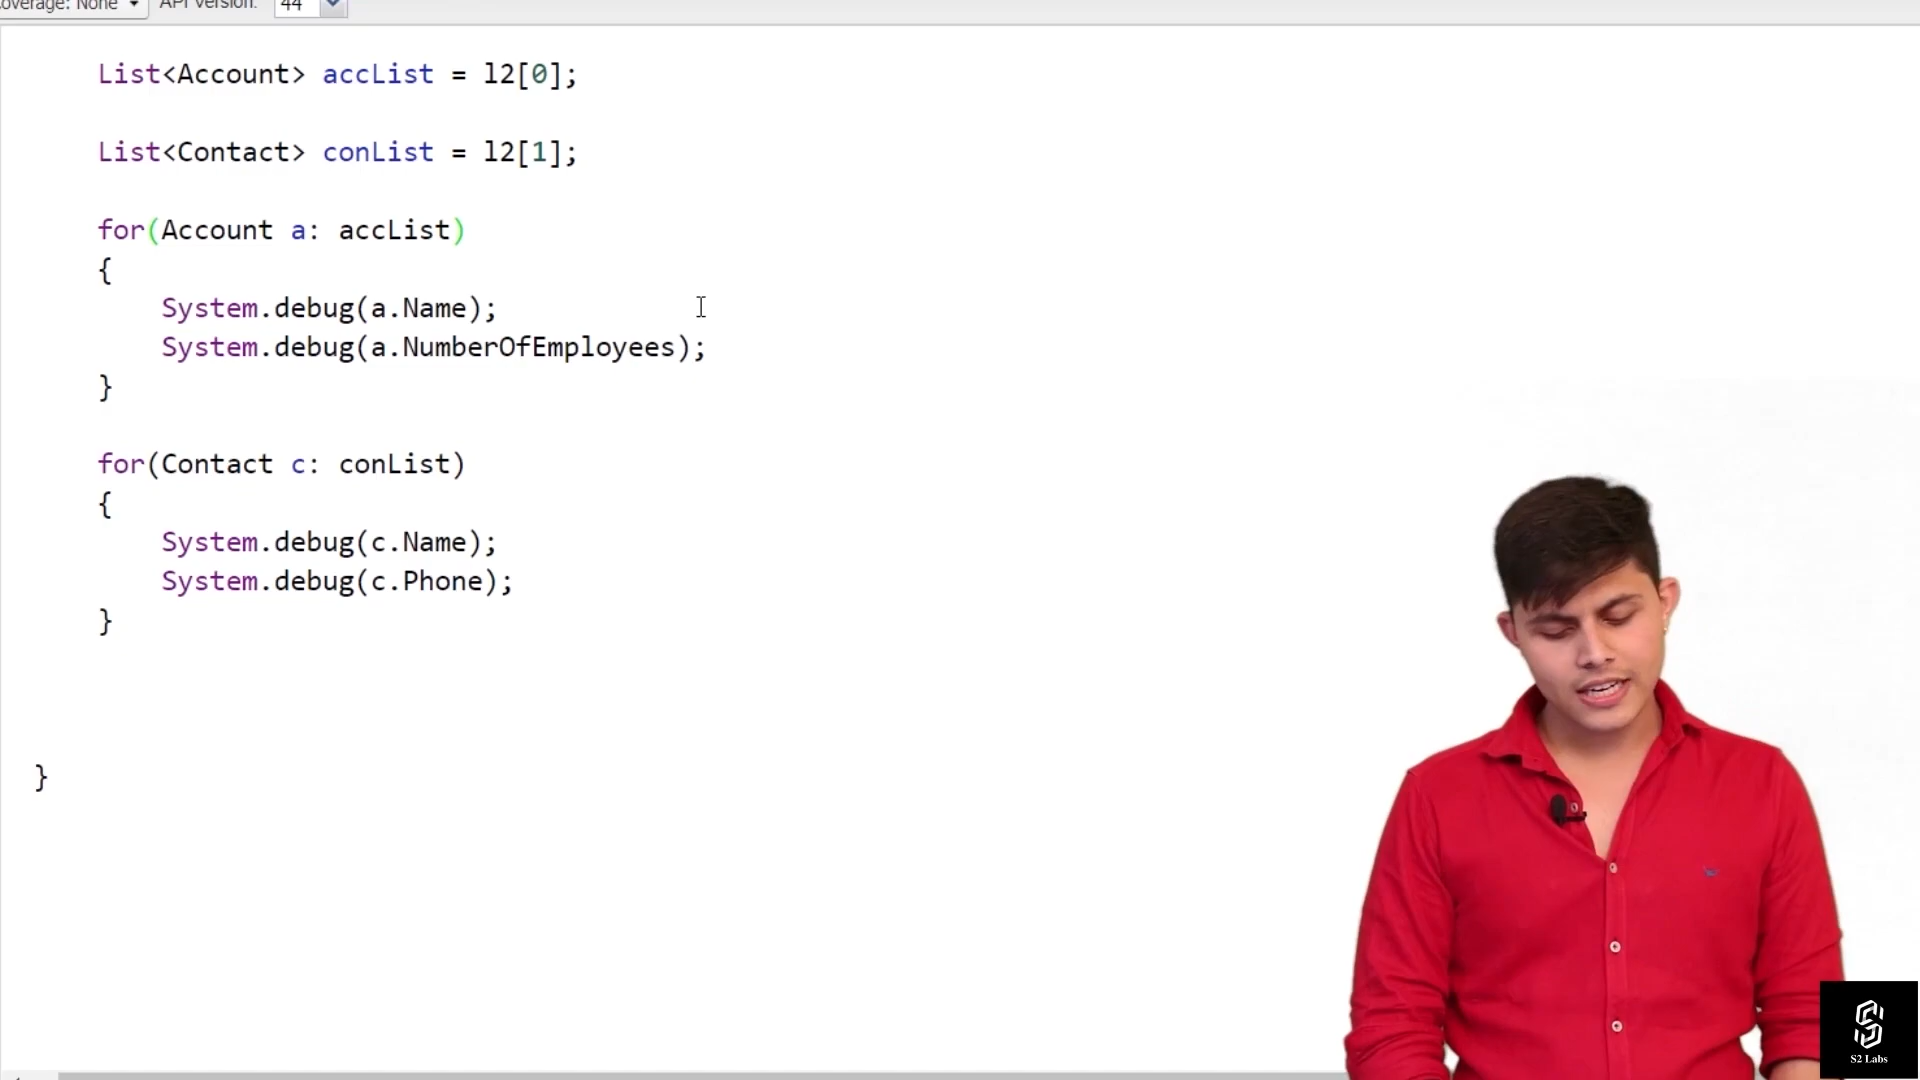 overage: None API Version: 44
List<Account> accList = l2[0];
List<Contact> conList = l2[1];
for(Account a: accList)
{
System.debug(a.Name);
System.debug(a.NumberOfEmployees);
}
for(Contact c: conList)
{
System.debug(c.Name);
System.debug(c.Phone);
}
}
S2 Labs